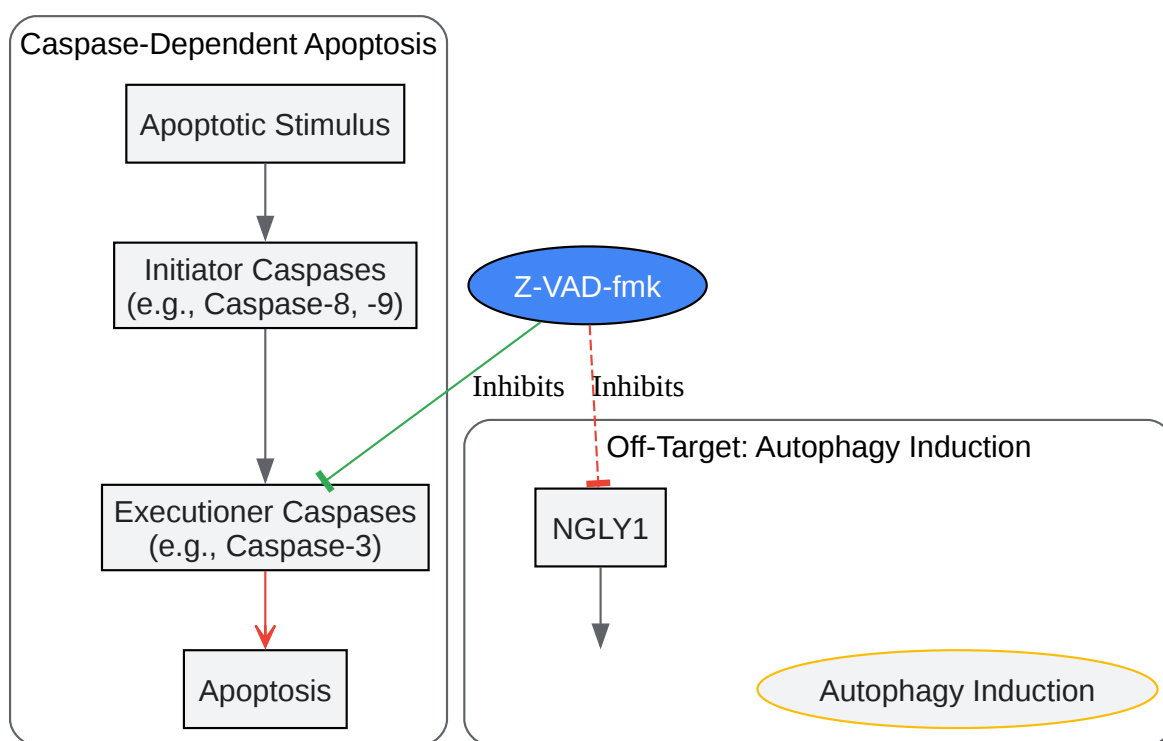 Caspase-Dependent Apoptosis
Apoptotic Stimulus
Initiator Caspases
(e.g., Caspase-8, -9)
Z-VAD-fmk
Inhibits
Inhibits
Off-Target: Autophagy Induction
Executioner Caspases
(e.g., Caspase-3)
NGLY1
Apoptosis
Autophagy Induction